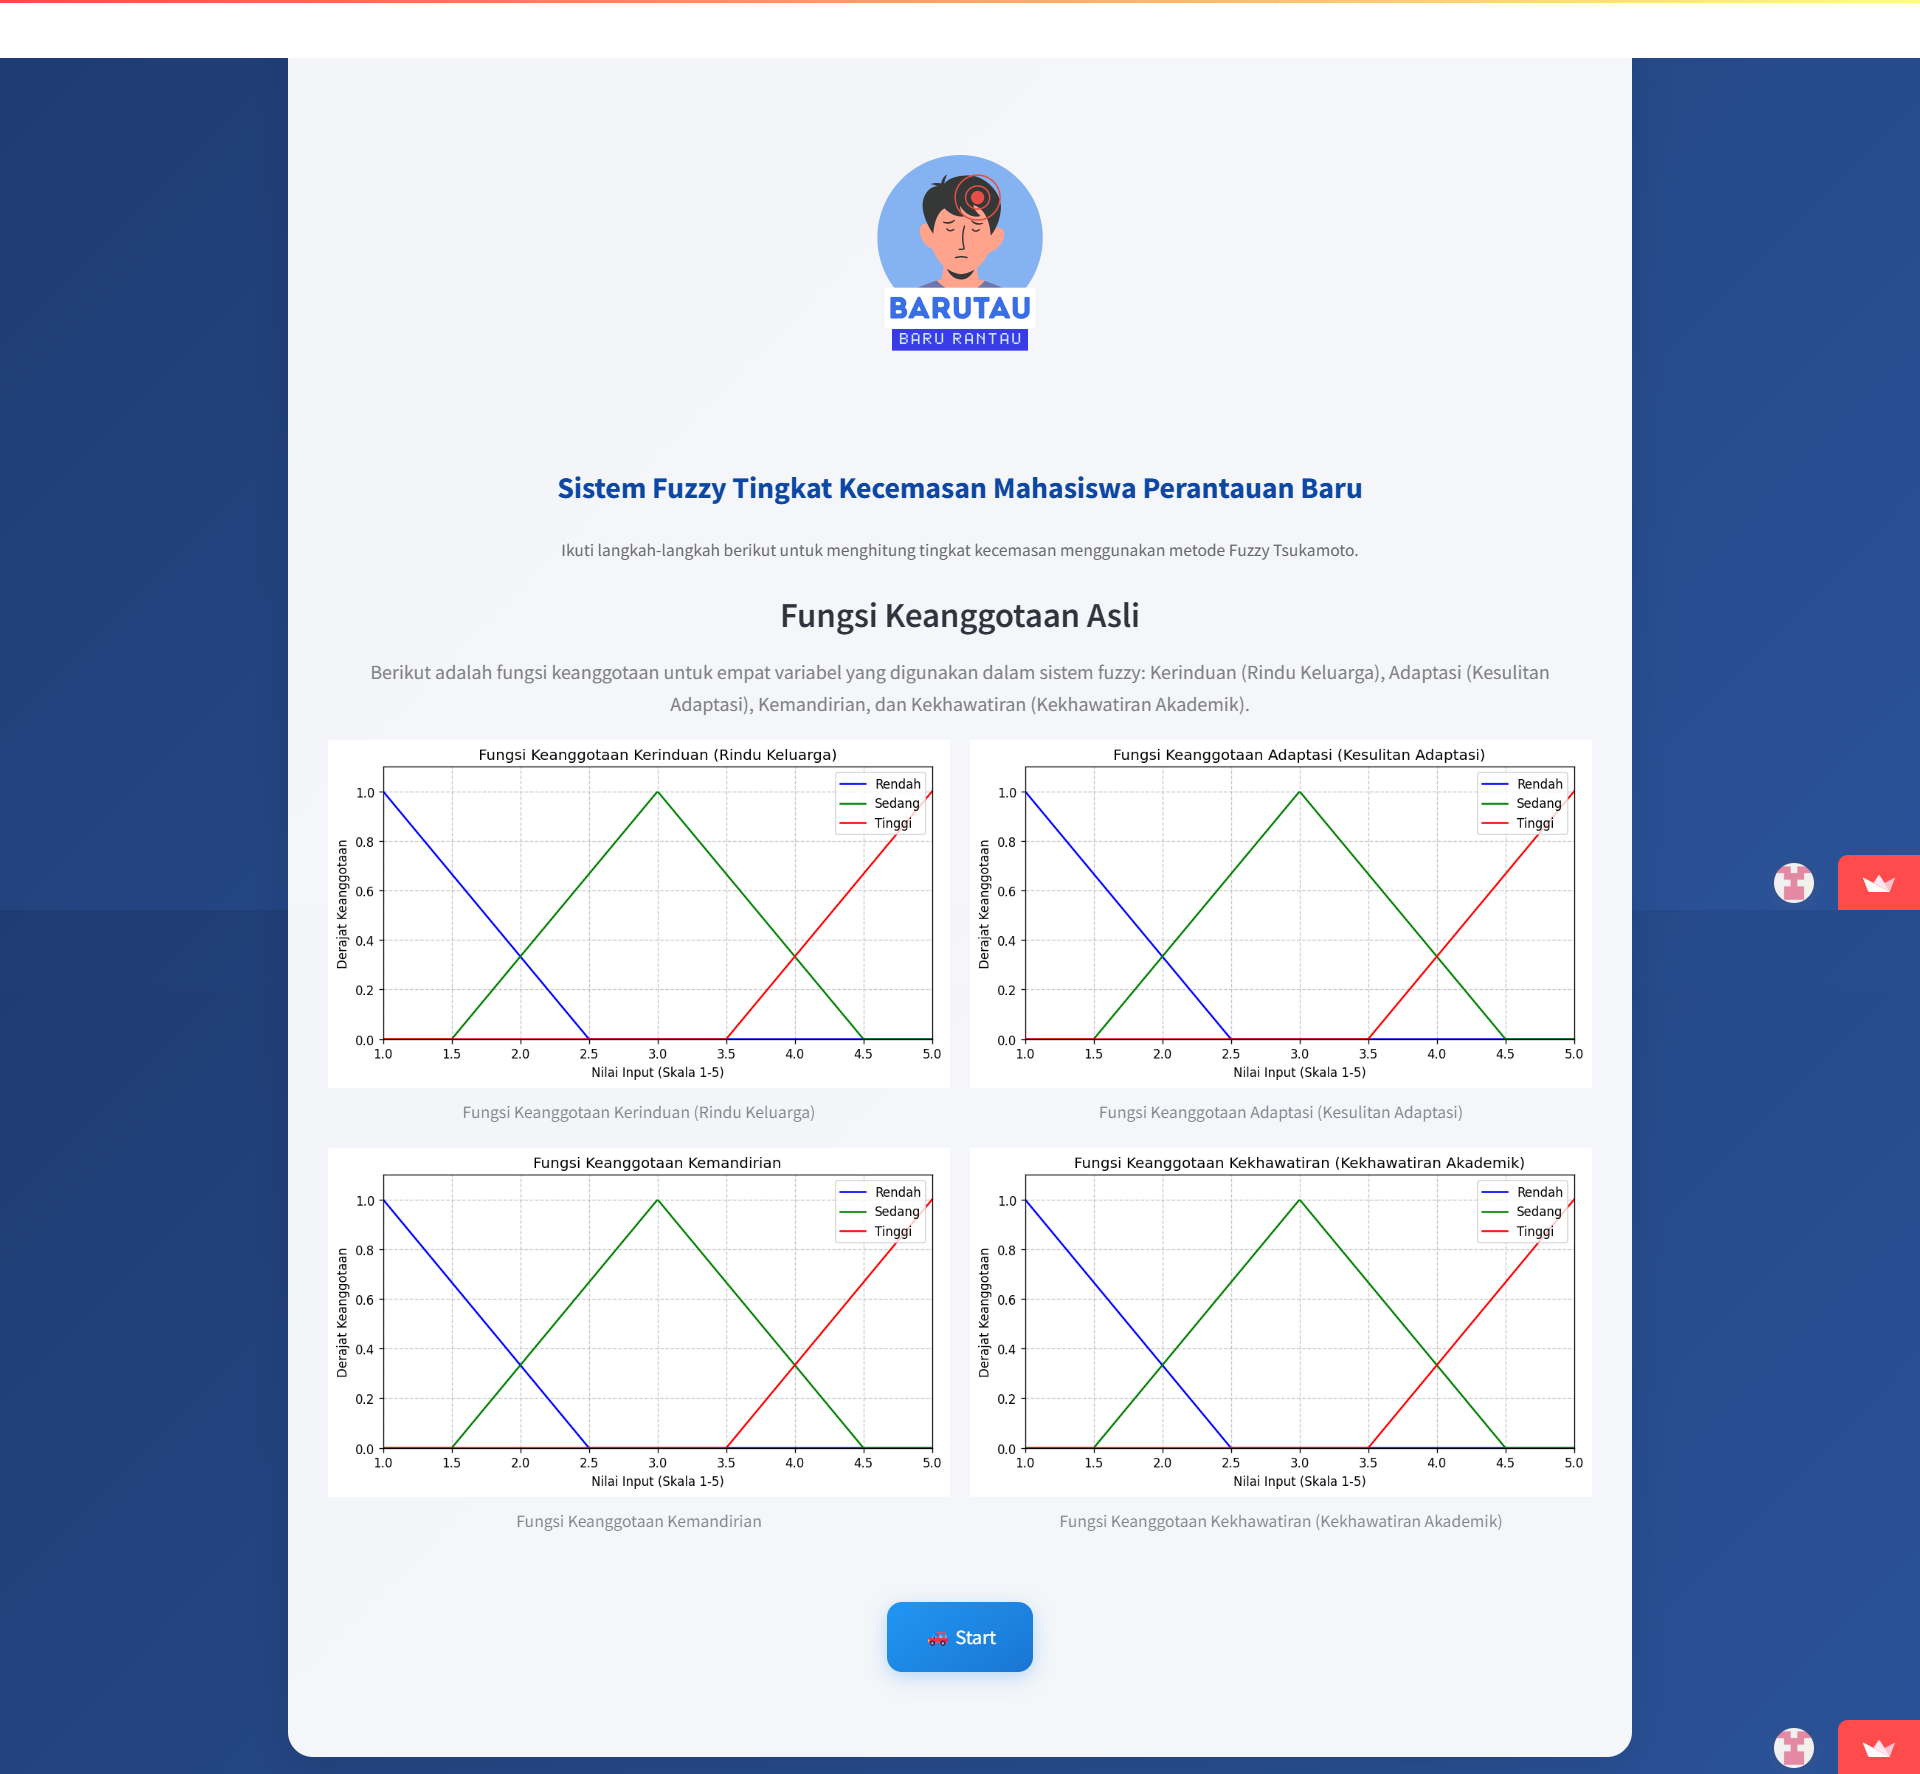 BARUTAU
BARU RANTAU
Sistem Fuzzy Tingkat Kecemasan Mahasiswa Perantauan Baru
Ikuti langkah-langkah berikut untuk menghitung tingkat kecemasan menggunakan metode Fuzzy Tsukamoto.
Fungsi Keanggotaan Asli
Berikut adalah fungsi keanggotaan untuk empat variabel yang digunakan dalam sistem fuzzy: Kerinduan (Rindu Keluarga), Adaptasi (Kesulitan
Adaptasi), Kemandirian, dan Kekhawatiran (Kekhawatiran Akademik).
Fungsi Keanggotaan Kerinduan (Rindu Keluarga)
Rendah
Sedang
Tinggi
Derajat Keanggotaan
1.0
0.8
0.6
0.4
0.2
0.0
1.0 1.5 2.0 2.5 3.0 3.5 4.0 4.5 5.0
Nilai Input (Skala 1-5)
Fungsi Keanggotaan Kerinduan (Rindu Keluarga)
Fungsi Keanggotaan Adaptasi (Kesulitan Adaptasi)
Rendah
Sedang
Tinggi
Derajat Keanggotaan
1.0
0.8
0.6
0.4
0.2
0.0
1.0 1.5 2.0 2.5 3.0 3.5 4.0 4.5 5.0
Nilai Input (Skala 1-5)
Fungsi Keanggotaan Adaptasi (Kesulitan Adaptasi)
Fungsi Keanggotaan Kemandirian
Rendah
Sedang
Tinggi
Derajat Keanggotaan
1.0
0.8
0.6
0.4
0.2
0.0
1.0 1.5 2.0 2.5 3.0 3.5 4.0 4.5 5.0
Nilai Input (Skala 1-5)
Fungsi Keanggotaan Kemandirian
Fungsi Keanggotaan Kekhawatiran (Kekhawatiran Akademik)
Rendah
Sedang
Tinggi
Derajat Keanggotaan
1.0
0.8
0.6
0.4
0.2
0.0
1.0 1.5 2.0 2.5 3.0 3.5 4.0 4.5 5.0
Nilai Input (Skala 1-5)
Fungsi Keanggotaan Kekhawatiran (Kekhawatiran Akademik)
Start